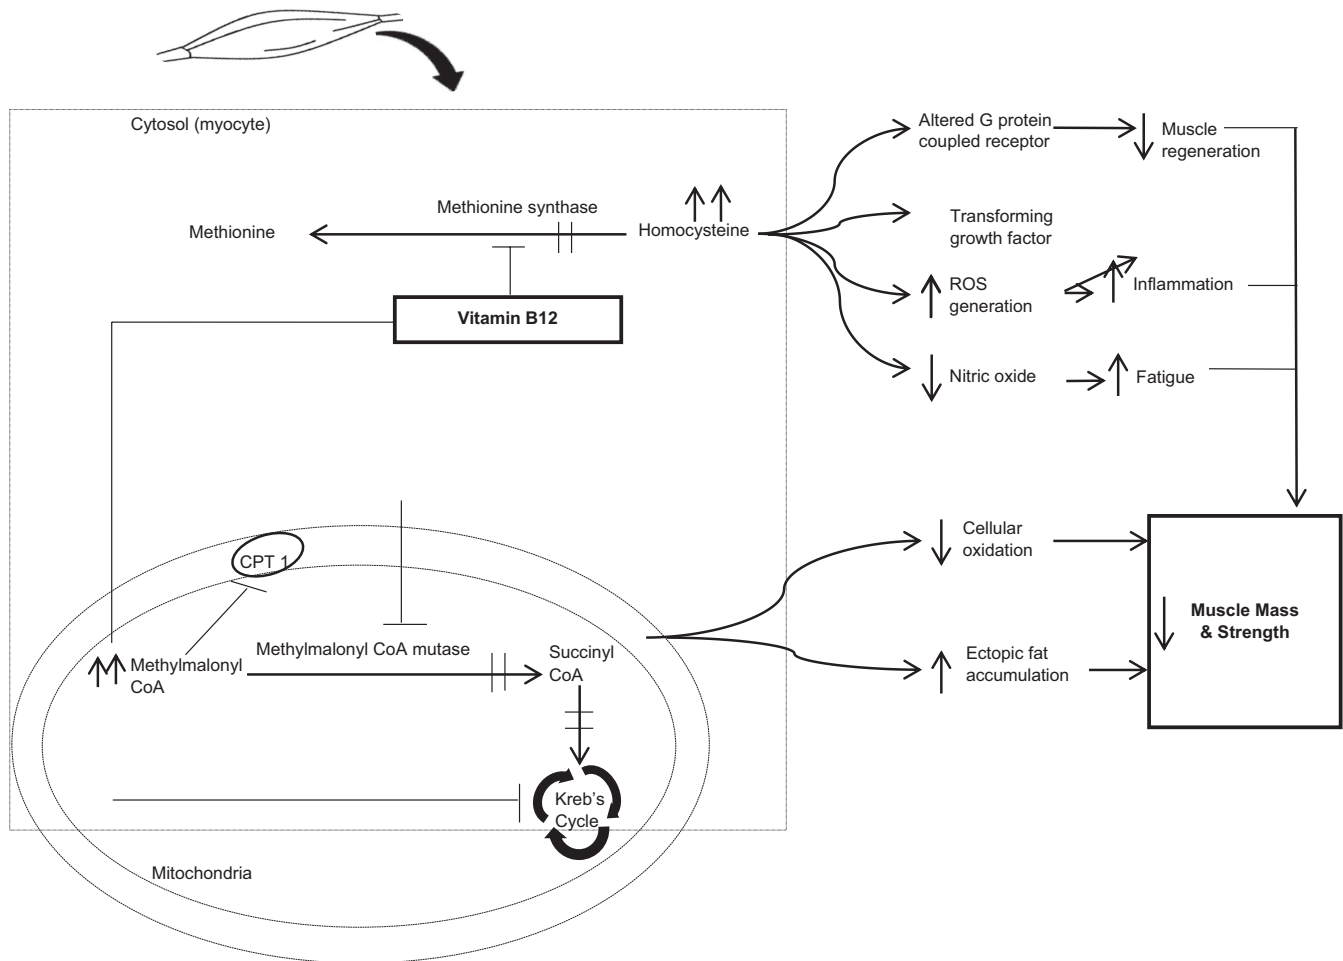 Cytosol (myocyte)
Methionine synthase
Methionine
Homocysteine
Vitamin B12
Altered G protein
coupled receptor
Muscle
regeneration
Transforming
growth factor
ROS
generation
Inflammation
Nitric oxide
Fatigue
CPT 1
Methylmalonyl CoA mutase
Methylmalonyl
CoA
Succinyl
CoA
Kreb’s
Cycle
Mitochondria
Cellular
oxidation
Ectopic fat
accumulation
Muscle Mass
& Strength